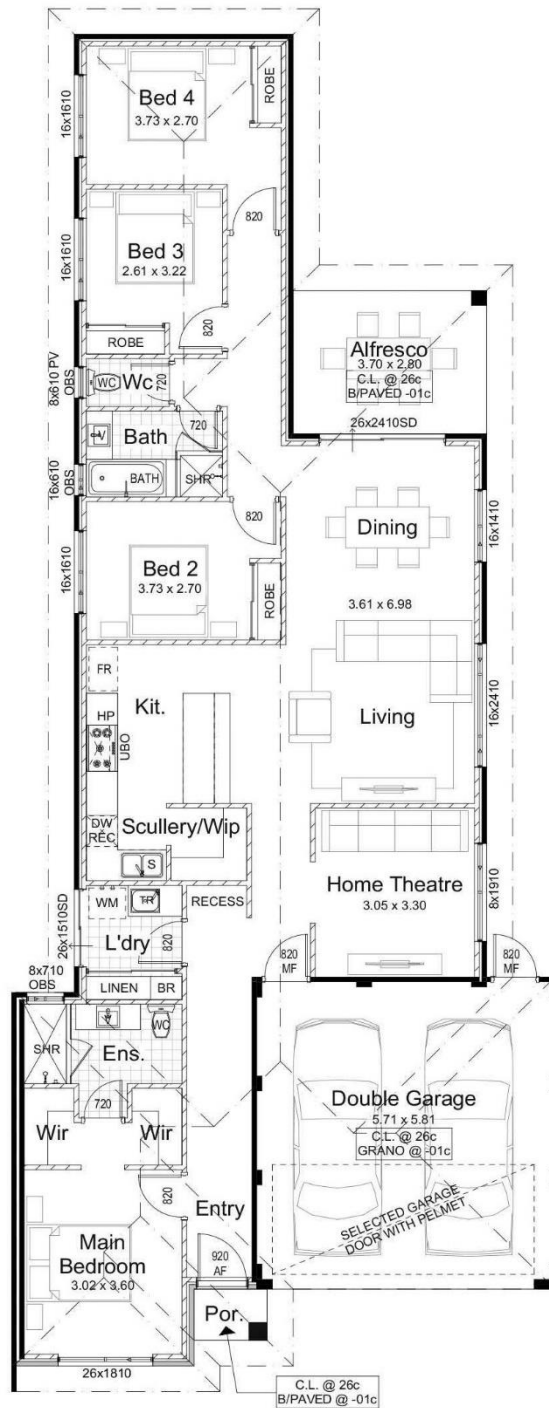 Bed 4
3.73 x 2.70
ROBE
16x1610
820
Bed 3
2.61 x 3.22
16x1610
820
ROBE
Alfresco
3.70 x 2.80
C.L. @ 26c
B/PAVED -01c
26x2410SD
8x610 PV
OBS
WC
Wc
720
720
V
Bath
BATH
SHR
16x610
OBS
820
Dining
16x1410
3.61 x 6.98
Bed 2
3.73 x 2.70
ROBE
16x1610
FR
HP
UBO
Kit.
Living
16x2410
DW
REC
Scullery/Wip
S
Home Theatre
3.05 x 3.30
8x1910
WM
TR
RECESS
26x1510SD
L'dry
820
820
MF
820
MF
8x710
OBS
LINEN
BR
WC
SHR
Ens.
720
Wir
Wir
Double Garage
5.71 x 5.81
C.L. @ 26c
GRANO @ -01c
SELECTED GARAGE
DOOR WITH PELMET
820
Entry
Main
Bedroom
3.02 x 3.60
920
AF
Por.
26x1810
C.L. @ 26c
B/PAVED @ -01c